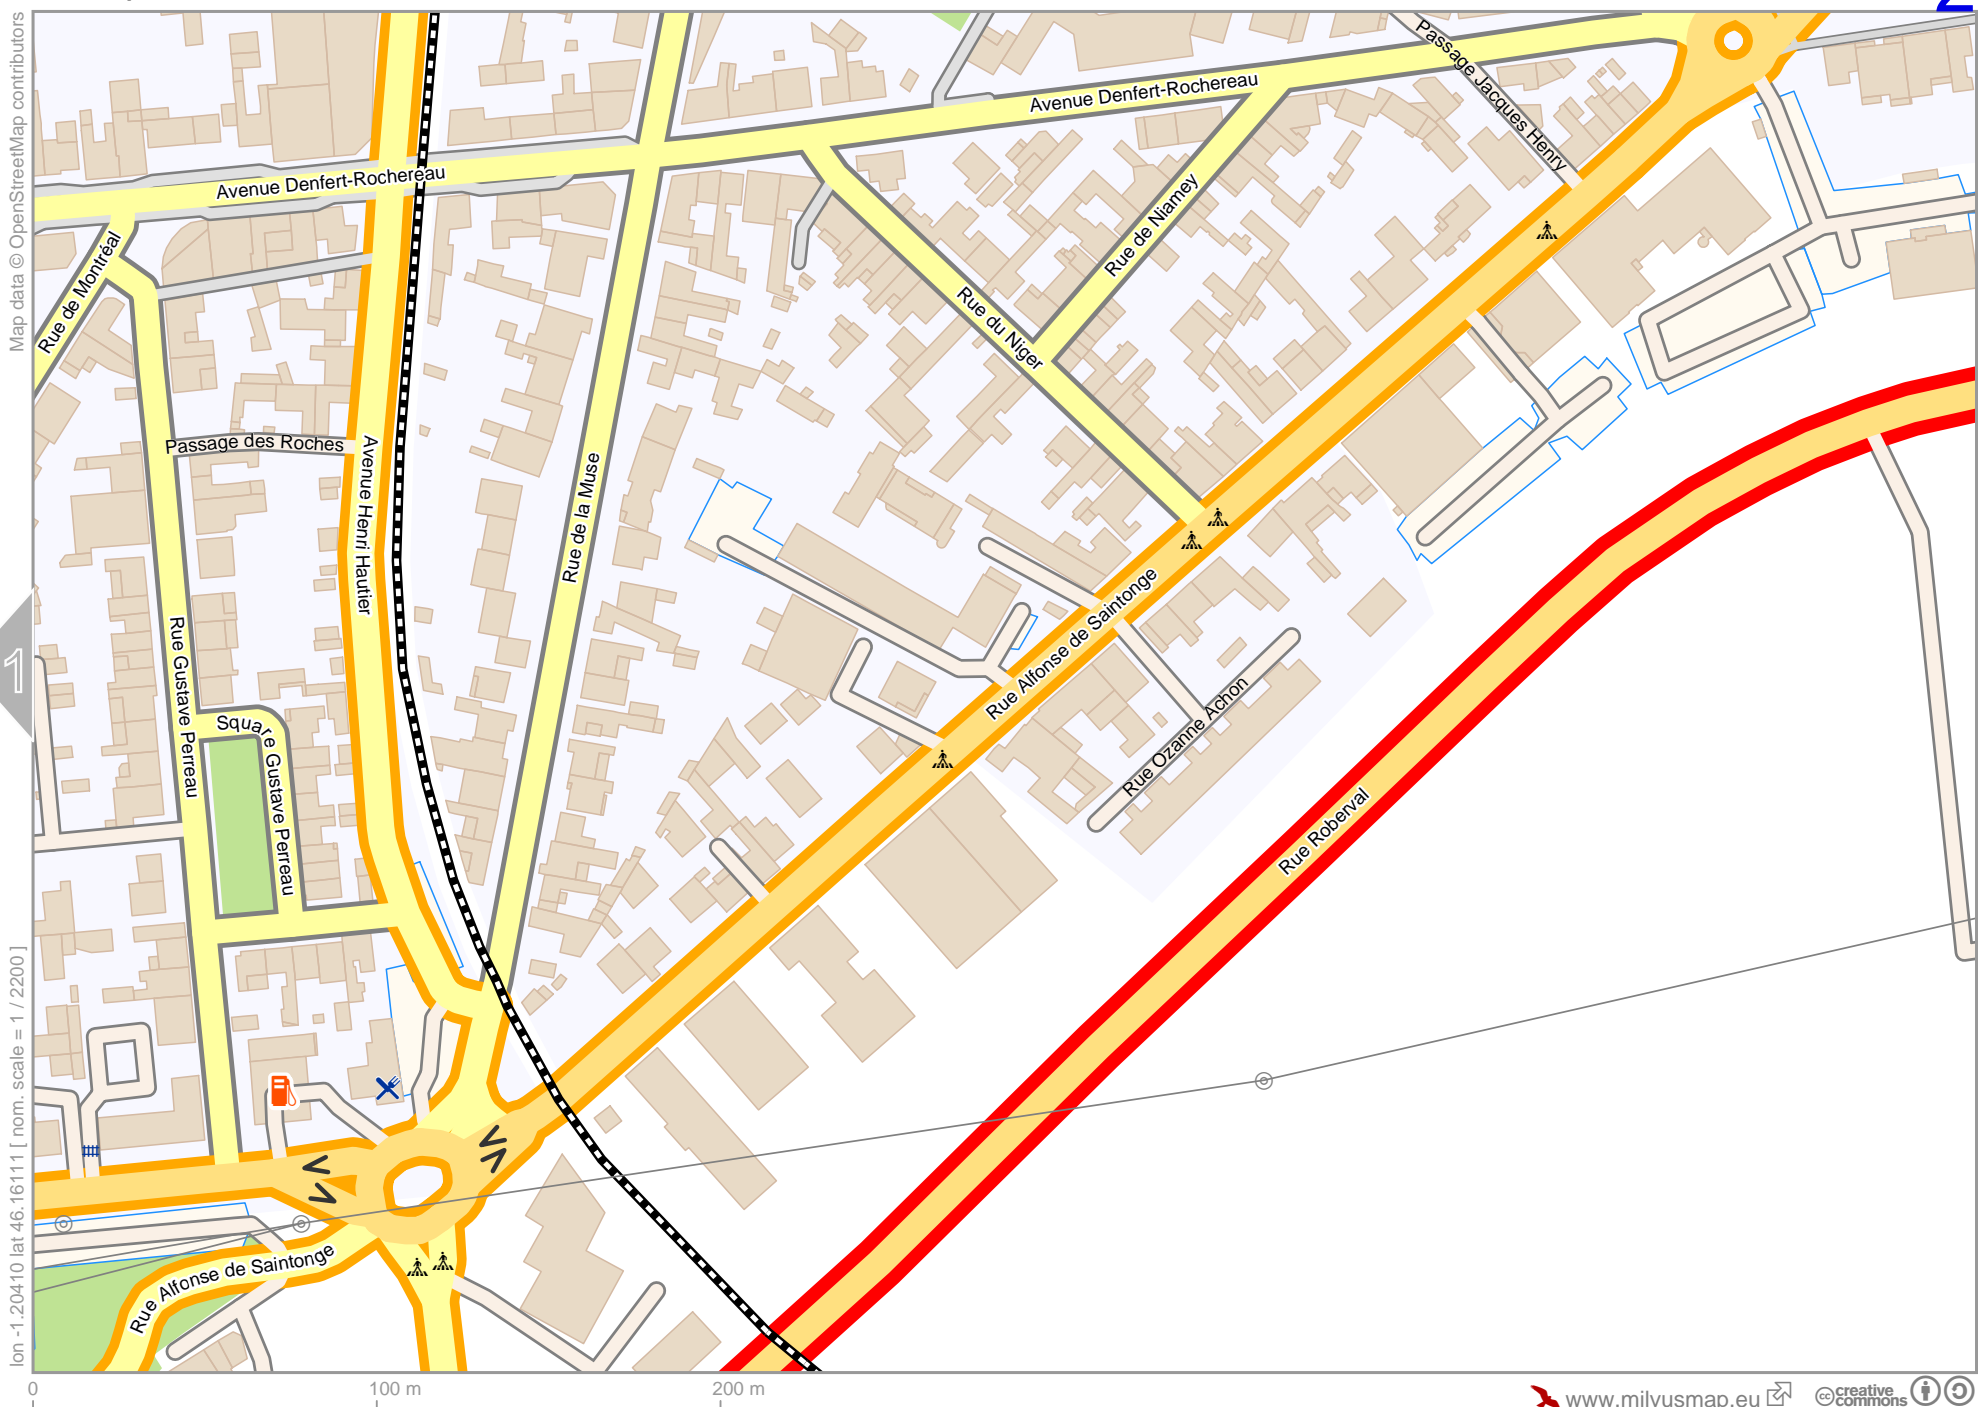 Map data © OpenStreetMap contributors
lon -1.20410 lat 46.16111 [ nom. scale = 1 / 2200 ]
1
Passage Jacques Henry
Avenue Denfert-Rochereau
Avenue Denfert-Rochereau
Rue de Montréal
Rue de Niamey
Rue du Niger
Passage des Roches
Avenue Henri Hautier
Rue de la Muse
Rue Alfonse de Saintonge
Rue Gustave Perreau
Square Gustave Perreau
Rue Ozanne Achon
Rue Roberval
Rue Alfonse de Saintonge
0
100 m
200 m
www.milvusmap.eu
cc creative commons